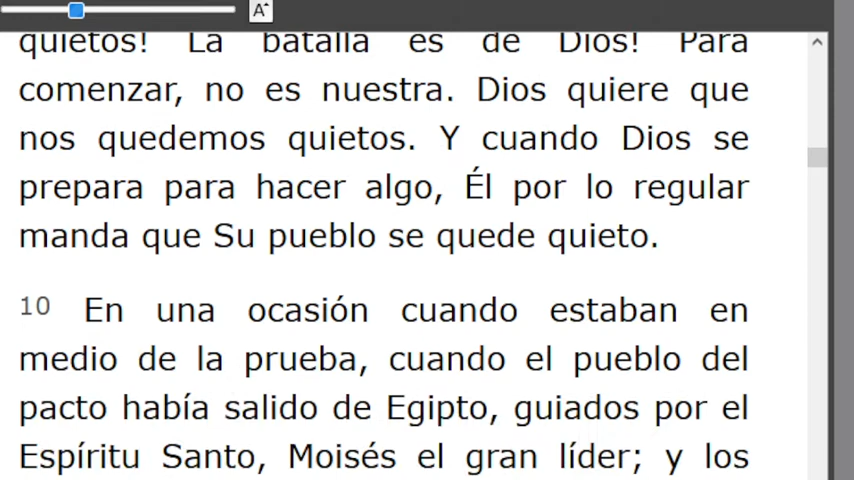 A^
quietos! La batalla es de Dios! Para
comenzar, no es nuestra. Dios quiere que
nos quedemos quietos. Y cuando Dios se
prepara para hacer algo, Él por lo regular
manda que Su pueblo se quede quieto.
10 En una ocasión cuando estaban en
medio de la prueba, cuando el pueblo del
pacto había salido de Egipto, guiados por el
Espíritu Santo, Moisés el gran líder; y los